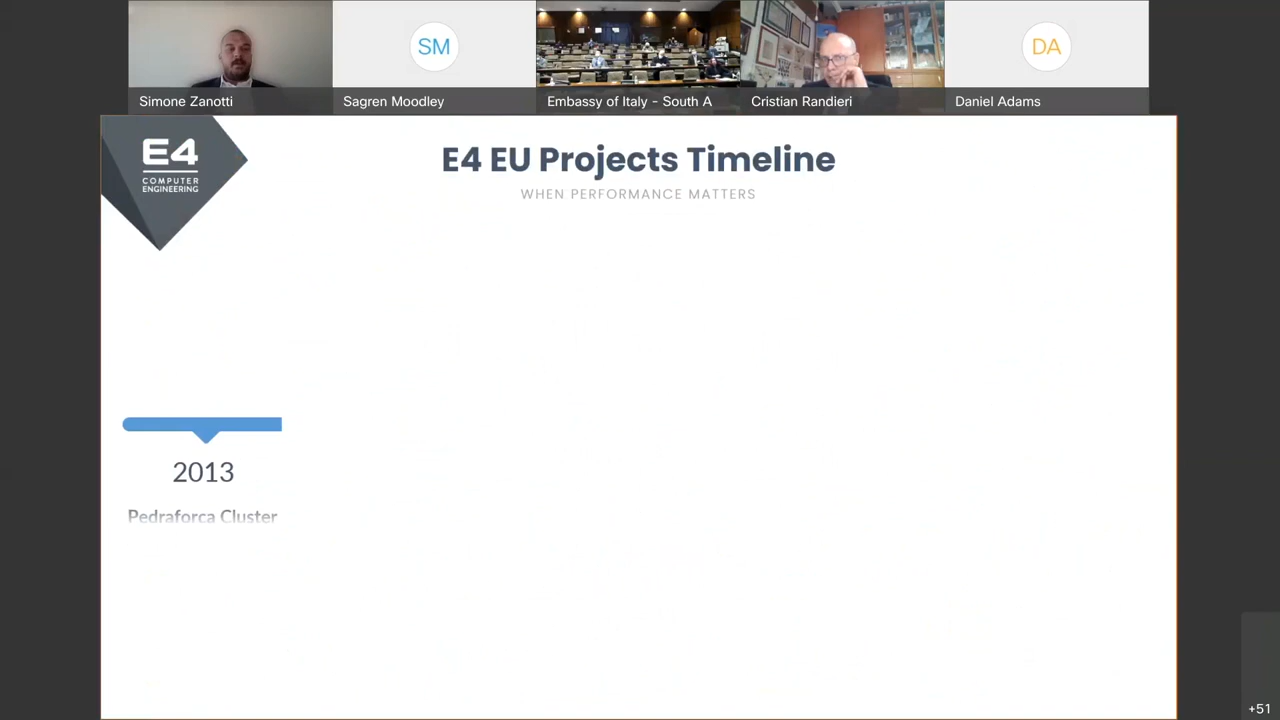 SM
DA
Simone Zanotti
Sagren Moodley
Embassy of Italy - South A
Cristian Randieri
Daniel Adams
E4
COMPUTER
ENGINEERING
E4 EU Projects Timeline
WHEN PERFORMANCE MATTERS
2013
Pedraforca Cluster
+51